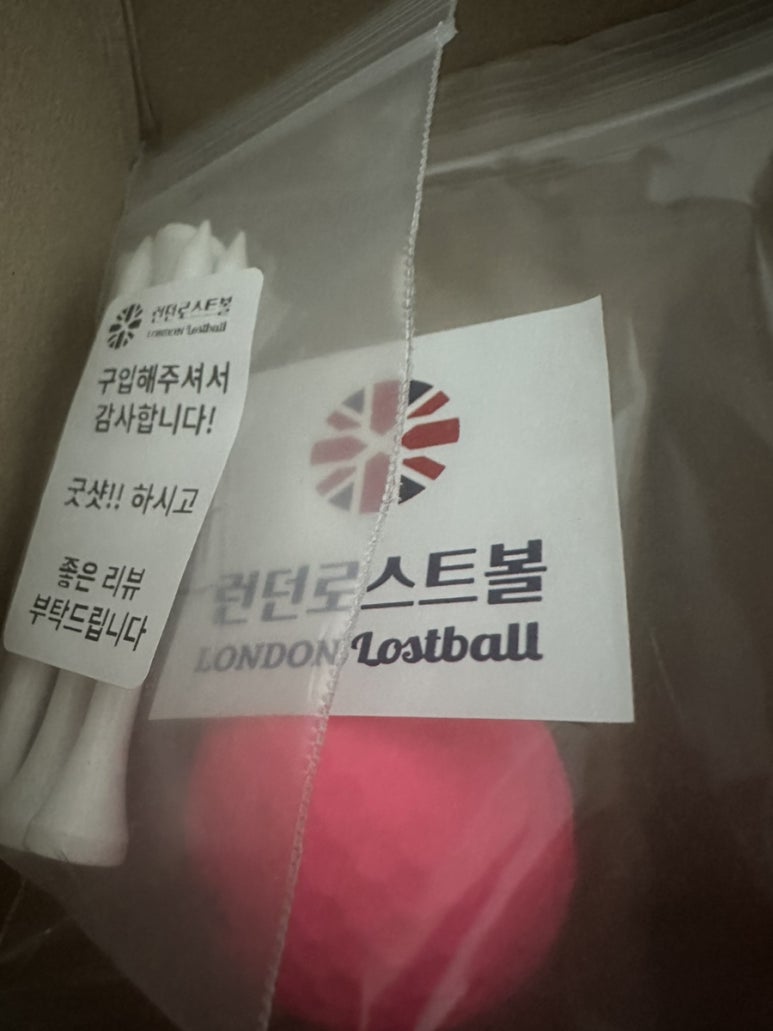 런던로스트볼
LONDON Lostball
구입해주셔서
감사합니다!
굿샷!! 하시고
좋은 리뷰
부탁드립니다
런던로스트볼
LONDON Lostball